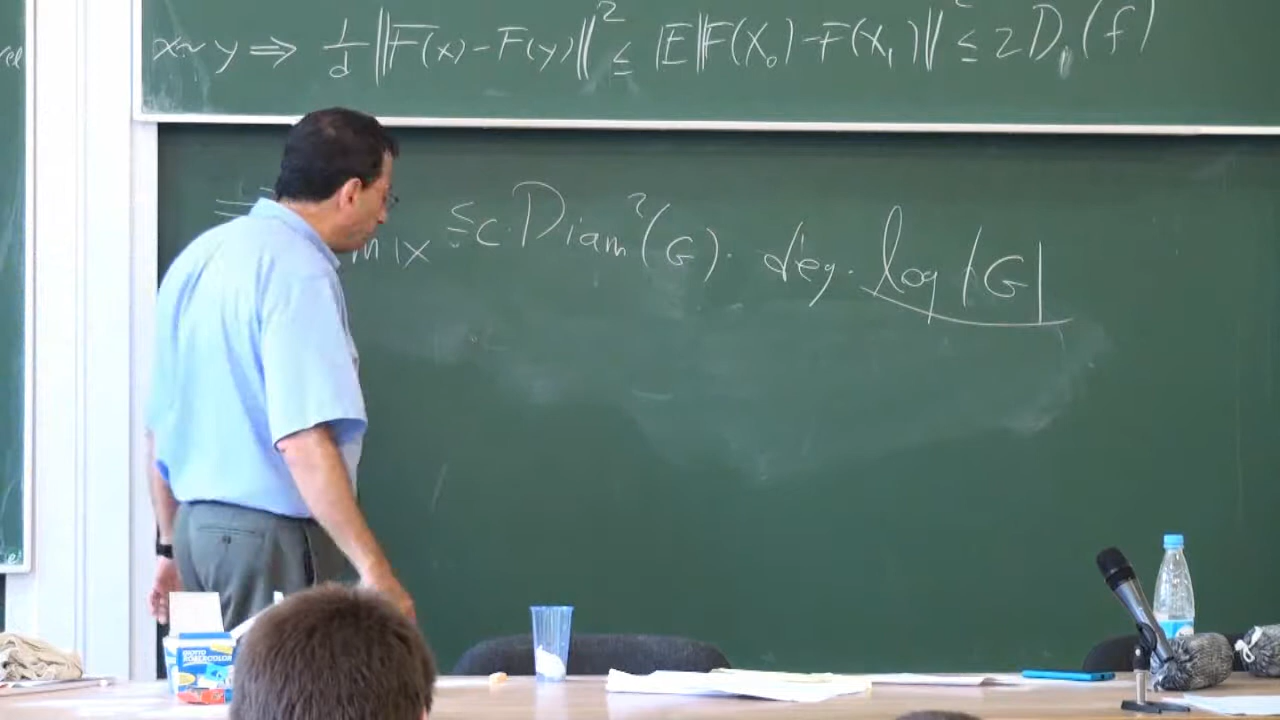 x~y ⇒ 1/d ||F(x)-F(y)||² ≤ E||F(X₀)-F(X₁)||² ≤ 2D₁(f)
mix ≤ c·Diam²(G)· deg· log|G|